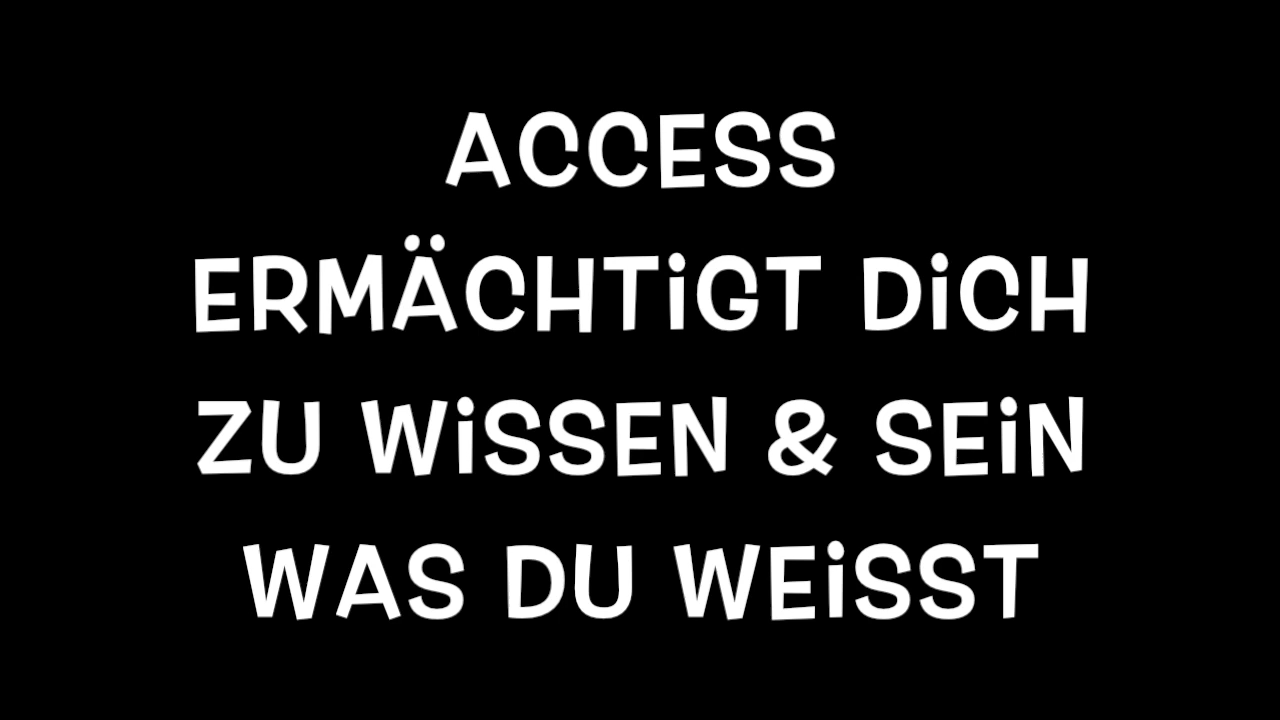 ACCESS
ERMÄCHTIGT DICH
ZU WISSEN & SEIN
WAS DU WEISST